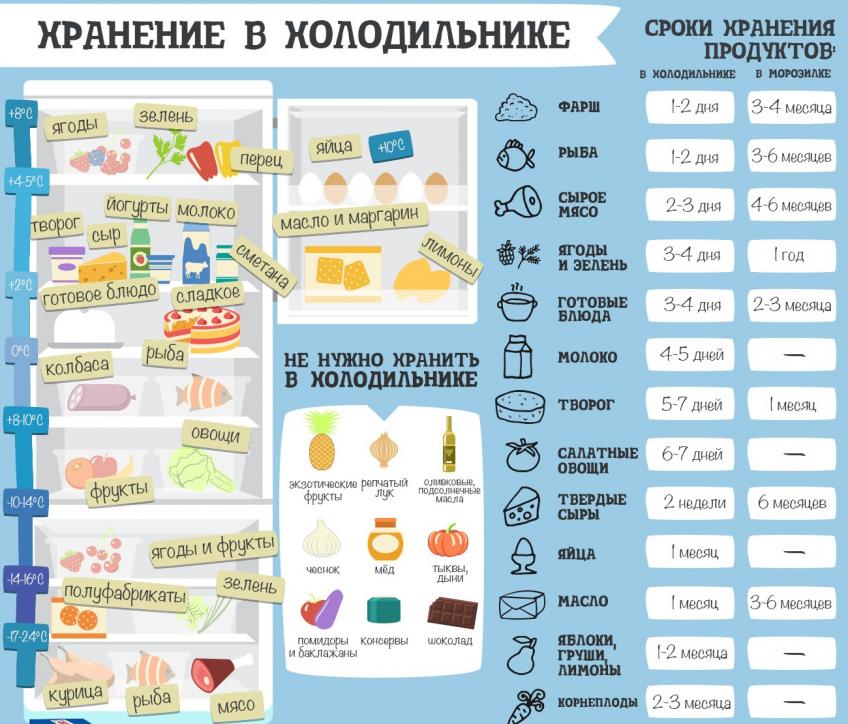 ХРАНЕНИЕ В ХОЛОДИЛЬНИКЕ
+8°C
ягоды
зелень
перец
+4-5°C
творог
сыр
йогурты
молоко
сметана
+2°C
готовое блюдо
сладкое
0°C
колбаса
рыба
+8-10°C
овощи
фрукты
-10-14°C
ягоды и фрукты
-14-16°C
полуфабрикаты
зелень
-17-24°C
курица
рыба
мясо
яйца
+10°C
масло и маргарин
лимоны
НЕ НУЖНО ХРАНИТЬ
В ХОЛОДИЛЬНИКЕ
экзотические
фрукты
репчатый
лук
оливковые,
подсолнечные
масла
чеснок
мёд
тыквы,
дыни
помидоры
и баклажаны
консервы
шоколад
СРОКИ ХРАНЕНИЯ
ПРОДУКТОВ:
В ХОЛОДИЛЬНИКЕ
В МОРОЗИЛКЕ
ФАРШ
1-2 дня
3-4 месяца
РЫБА
1-2 дня
3-6 месяцев
СЫРОЕ
МЯСО
2-3 дня
4-6 месяцев
ЯГОДЫ
И ЗЕЛЕНЬ
3-4 дня
1 год
ГОТОВЫЕ
БЛЮДА
3-4 дня
2-3 месяца
МОЛОКО
4-5 дней
—
ТВОРОГ
5-7 дней
1 месяц
САЛАТНЫЕ
ОВОЩИ
6-7 дней
—
ТВЕРДЫЕ
СЫРЫ
2 недели
6 месяцев
ЯЙЦА
1 месяц
—
МАСЛО
1 месяц
3-6 месяцев
ЯБЛОКИ,
ГРУШИ,
ЛИМОНЫ
1-2 месяца
—
КОРНЕПЛОДЫ
2-3 месяца
—